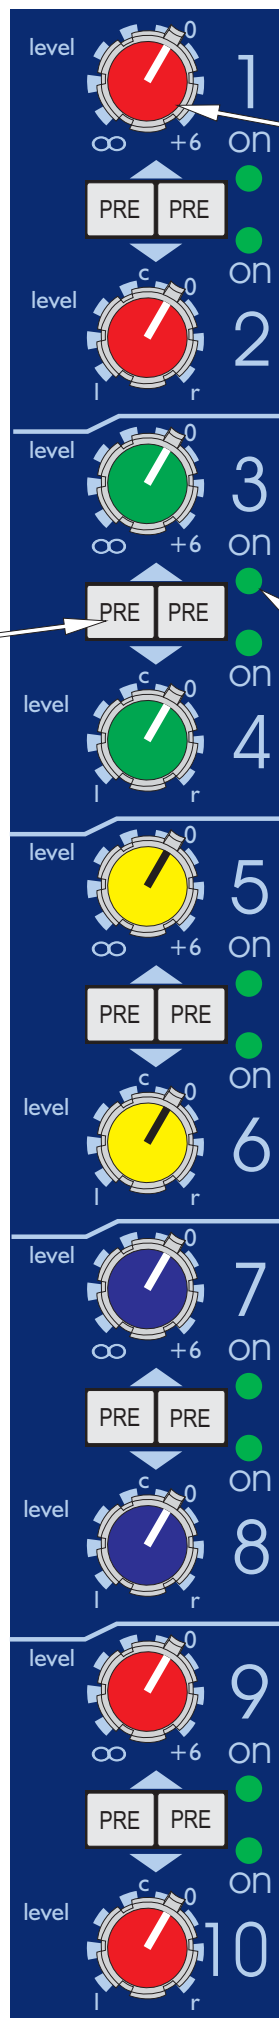 level 0 1
∞ +6 on
PRE PRE
on
c
level 0 2
l r
0
level 3
∞ +6 on
PRE PRE
on
c
level 0 4
l r
0
level 5
∞ +6 on
PRE PRE
on
c
level 0 6
l r
0
level 7
∞ +6 on
PRE PRE
on
c
level 0 8
l r
0
level 9
∞ +6 on
PRE PRE
on
c
level 0 10
l r